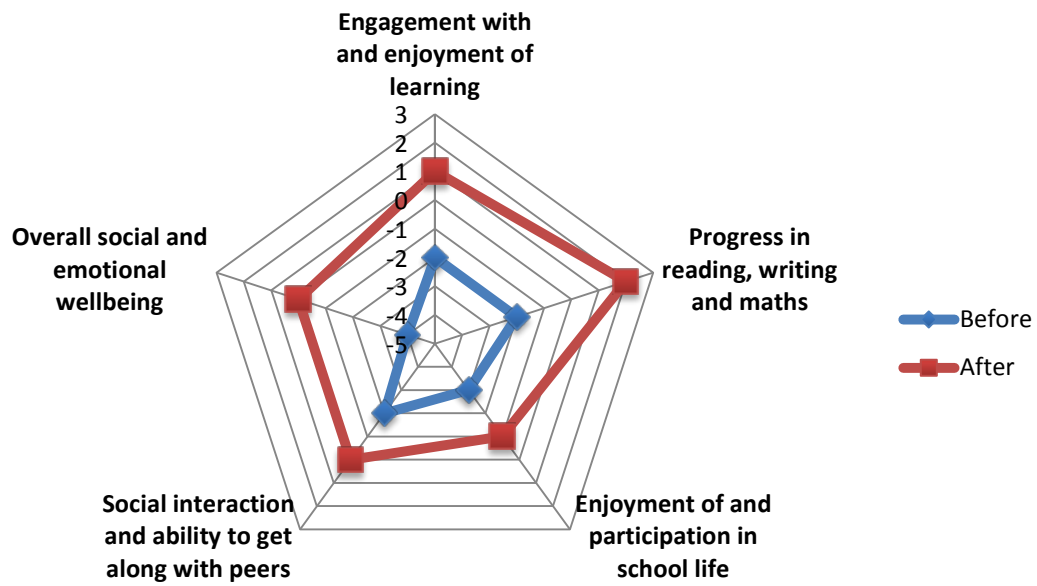 Engagement with
and enjoyment of
learning
3
2
1
0
-1
-2
-3
-4
-5
Overall social and
emotional
wellbeing
Progress in
reading, writing
and maths
Before
After
Social interaction
and ability to get
along with peers
Enjoyment of and
participation in
school life